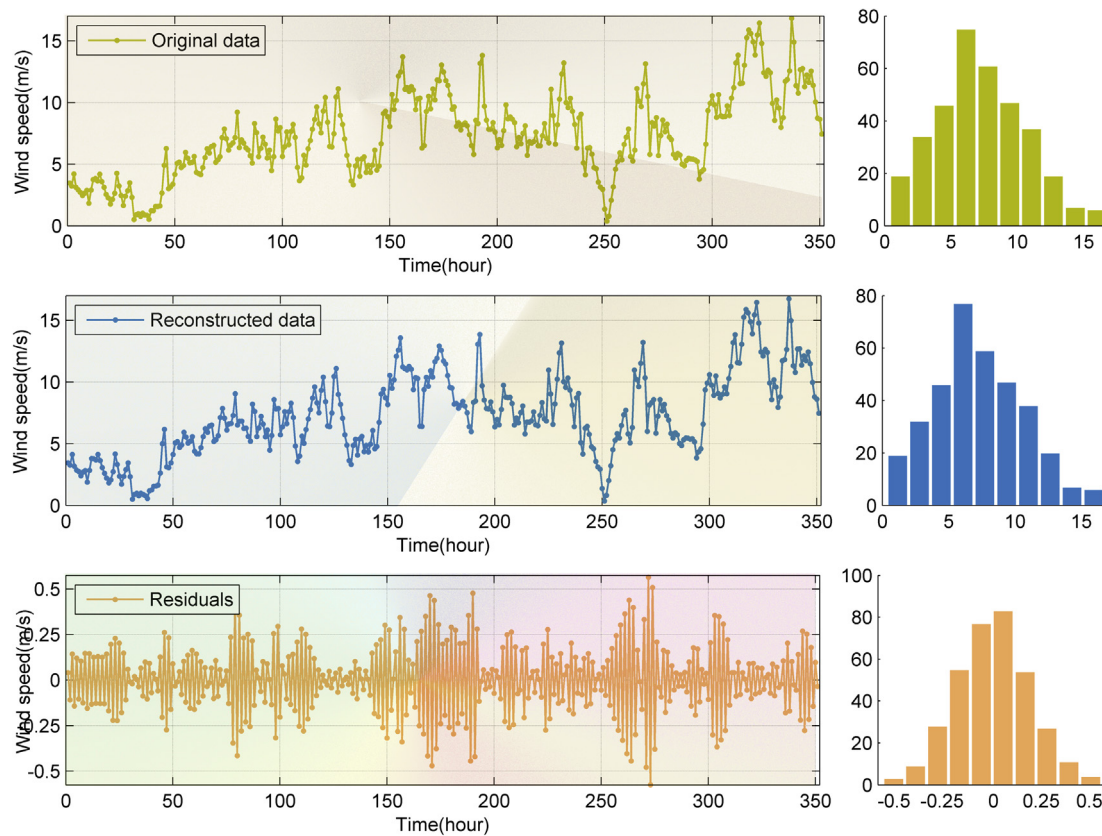 Original data
Wind speed(m/s)
15
10
5
0
0 50 100 150 200 250 300 350
Time(hour)
80
60
40
20
0
0 5 10 15
Reconstructed data
Wind speed(m/s)
15
10
5
0
0 50 100 150 200 250 300 350
Time(hour)
80
60
40
20
0
0 5 10 15
Residuals
Wind speed(m/s)
0.5
0.25
0
-0.25
-0.5
0 50 100 150 200 250 300 350
Time(hour)
100
80
60
40
20
0
-0.5 -0.25 0 0.25 0.5